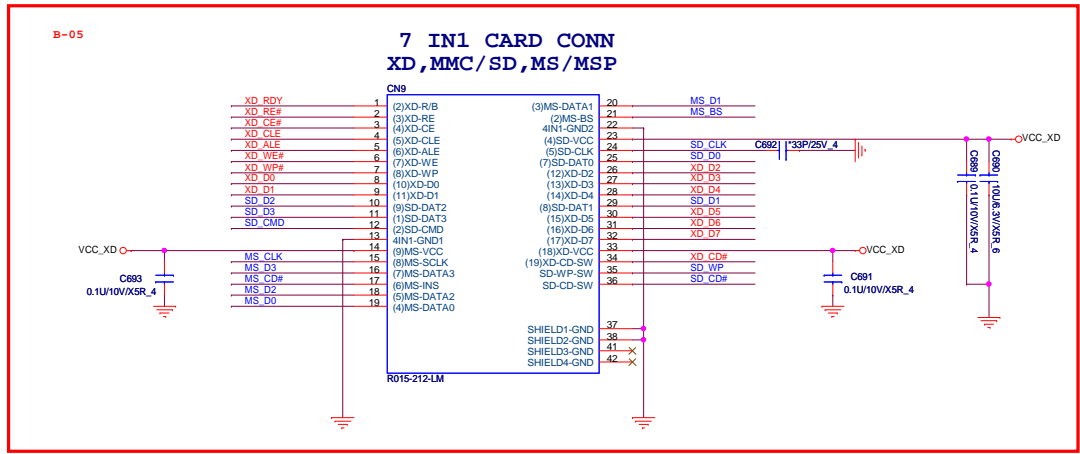 B-05
7 IN1 CARD CONN
XD,MMC/SD,MS/MSP
CN9
XD_RDY 1 (2)XD-R/B
XD_RE# 2 (3)XD-RE
XD_CE# 3 (4)XD-CE
XD_CLE 4 (5)XD-CLE
XD_ALE 5 (6)XD-ALE
XD_WE# 6 (7)XD-WE
XD_WP# 7 (8)XD-WP
XD_D0 8 (10)XD-D0
XD_D1 9 (11)XD-D1
SD_D2 10 (9)SD-DAT2
SD_D3 11 (1)SD-DAT3
SD_CMD 12 (2)SD-CMD
13 4IN1-GND1
VCC_XD 14 (9)MS-VCC
MS_CLK 15 (8)MS-SCLK
MS_D3 16 (7)MS-DATA3
MS_CD# 17 (6)MS-INS
MS_D2 18 (5)MS-DATA2
MS_D0 19 (4)MS-DATA0
C693
0.1U/10V/X5R_4
(3)MS-DATA1 20 MS_D1
(2)MS-BS 21 MS_BS
4IN1-GND2 22
(4)SD-VCC 23 VCC_XD
(5)SD-CLK 24 SD_CLK C692 *33P/25V_4
(7)SD-DAT0 25 SD_D0
(12)XD-D2 26 XD_D2
(13)XD-D3 27 XD_D3
(14)XD-D4 28 XD_D4
(8)SD-DAT1 29 SD_D1
(15)XD-D5 30 XD_D5
(16)XD-D6 31 XD_D6
(17)XD-D7 32 XD_D7
(18)XD-VCC 33 VCC_XD
(19)XD-CD-SW 34 XD_CD#
SD-WP-SW 35 SD_WP
SD-CD-SW 36 SD_CD#
SHIELD1-GND 37
SHIELD2-GND 38
SHIELD3-GND 41
SHIELD4-GND 42
R015-212-LM
C691
0.1U/10V/X5R_4
C689
0.1U/10V/X5R_4
C690
10U/6.3V/X5R_6